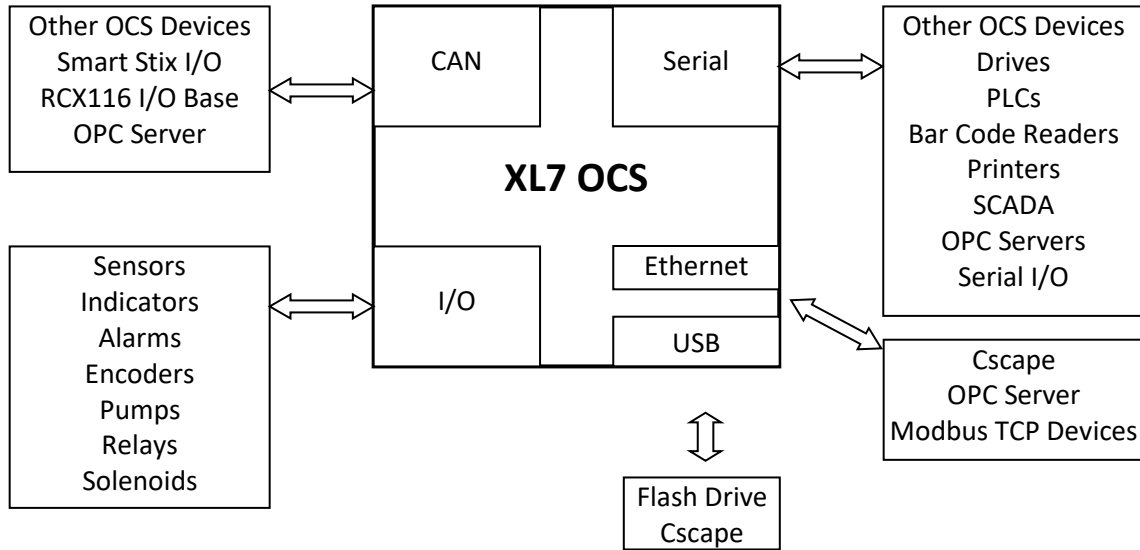 Other OCS Devices
Smart Stix I/O
RCX116 I/O Base
OPC Server
CAN
Serial
Other OCS Devices
Drives
PLCs
Bar Code Readers
Printers
SCADA
OPC Servers
Serial I/O
XL7 OCS
Sensors
Indicators
Alarms
Encoders
Pumps
Relays
Solenoids
I/O
Ethernet
USB
Cscape
OPC Server
Modbus TCP Devices
Flash Drive
Cscape